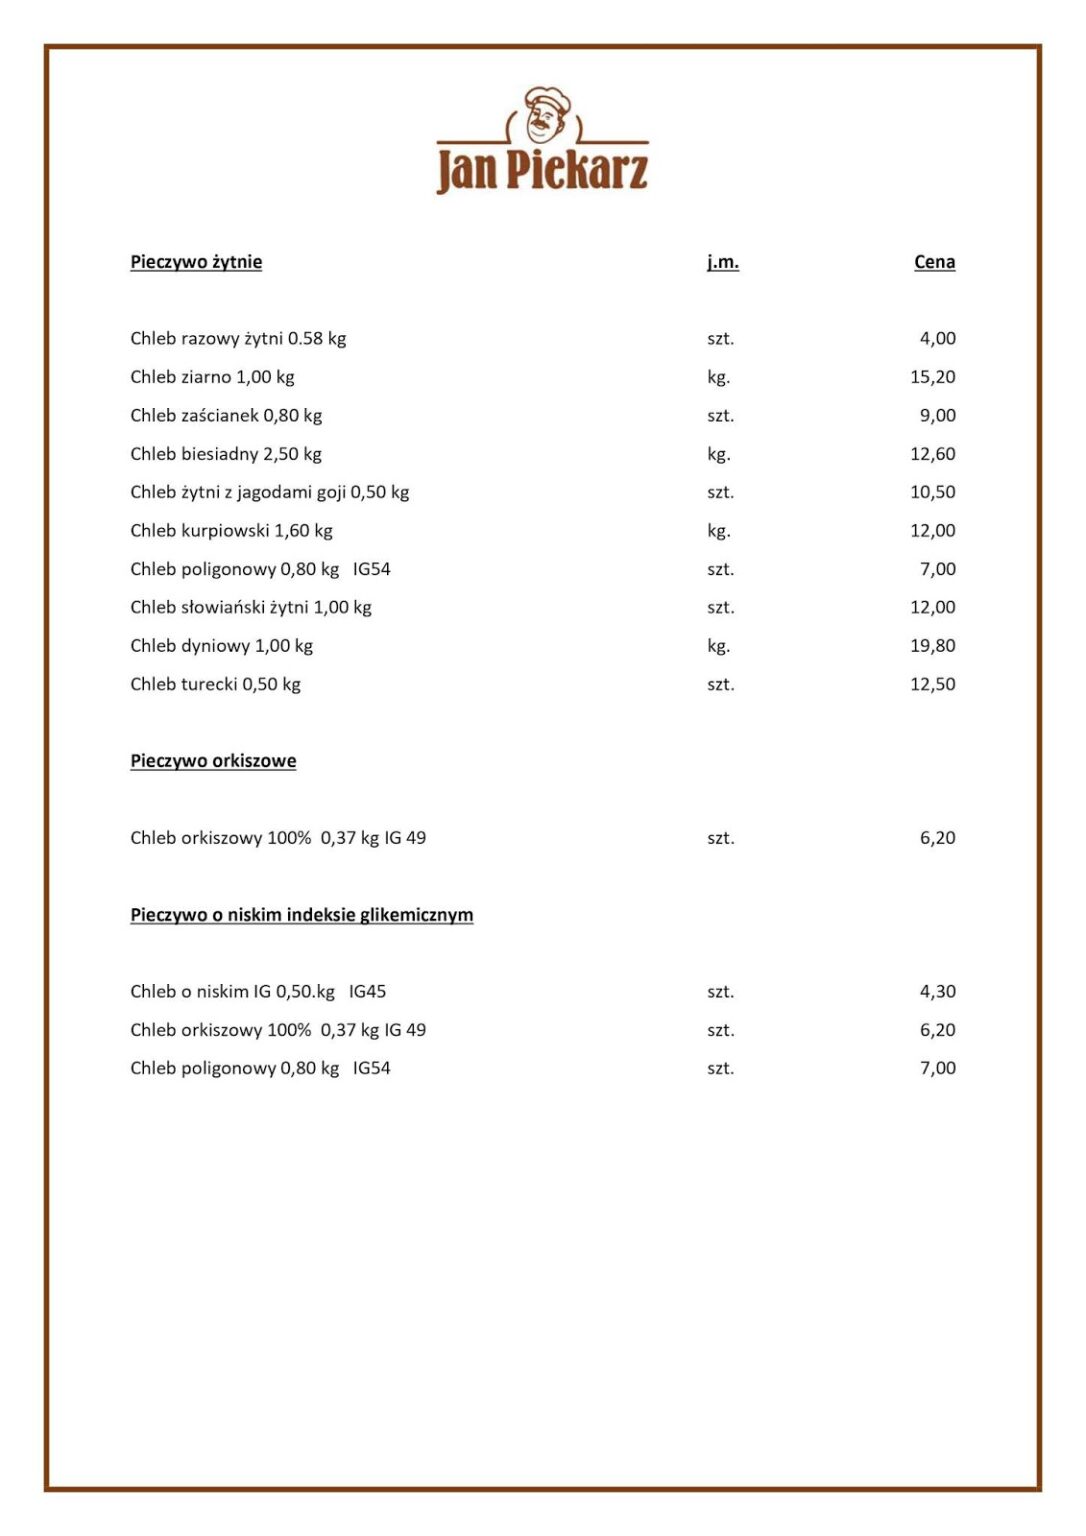 Jan Piekarz
Pieczywo żytnie j.m. Cena
Chleb razowy żytni 0.58 kg szt. 4,00
Chleb ziarno 1,00 kg kg. 15,20
Chleb zaścianek 0,80 kg szt. 9,00
Chleb biesiadny 2,50 kg kg. 12,60
Chleb żytni z jagodami goji 0,50 kg szt. 10,50
Chleb kurpiowski 1,60 kg kg. 12,00
Chleb poligonowy 0,80 kg IG54 szt. 7,00
Chleb słowiański żytni 1,00 kg szt. 12,00
Chleb dyniowy 1,00 kg kg. 19,80
Chleb turecki 0,50 kg szt. 12,50
Pieczywo orkiszowe
Chleb orkiszowy 100% 0,37 kg IG 49 szt. 6,20
Pieczywo o niskim indeksie glikemicznym
Chleb o niskim IG 0,50.kg IG45 szt. 4,30
Chleb orkiszowy 100% 0,37 kg IG 49 szt. 6,20
Chleb poligonowy 0,80 kg IG54 szt. 7,00